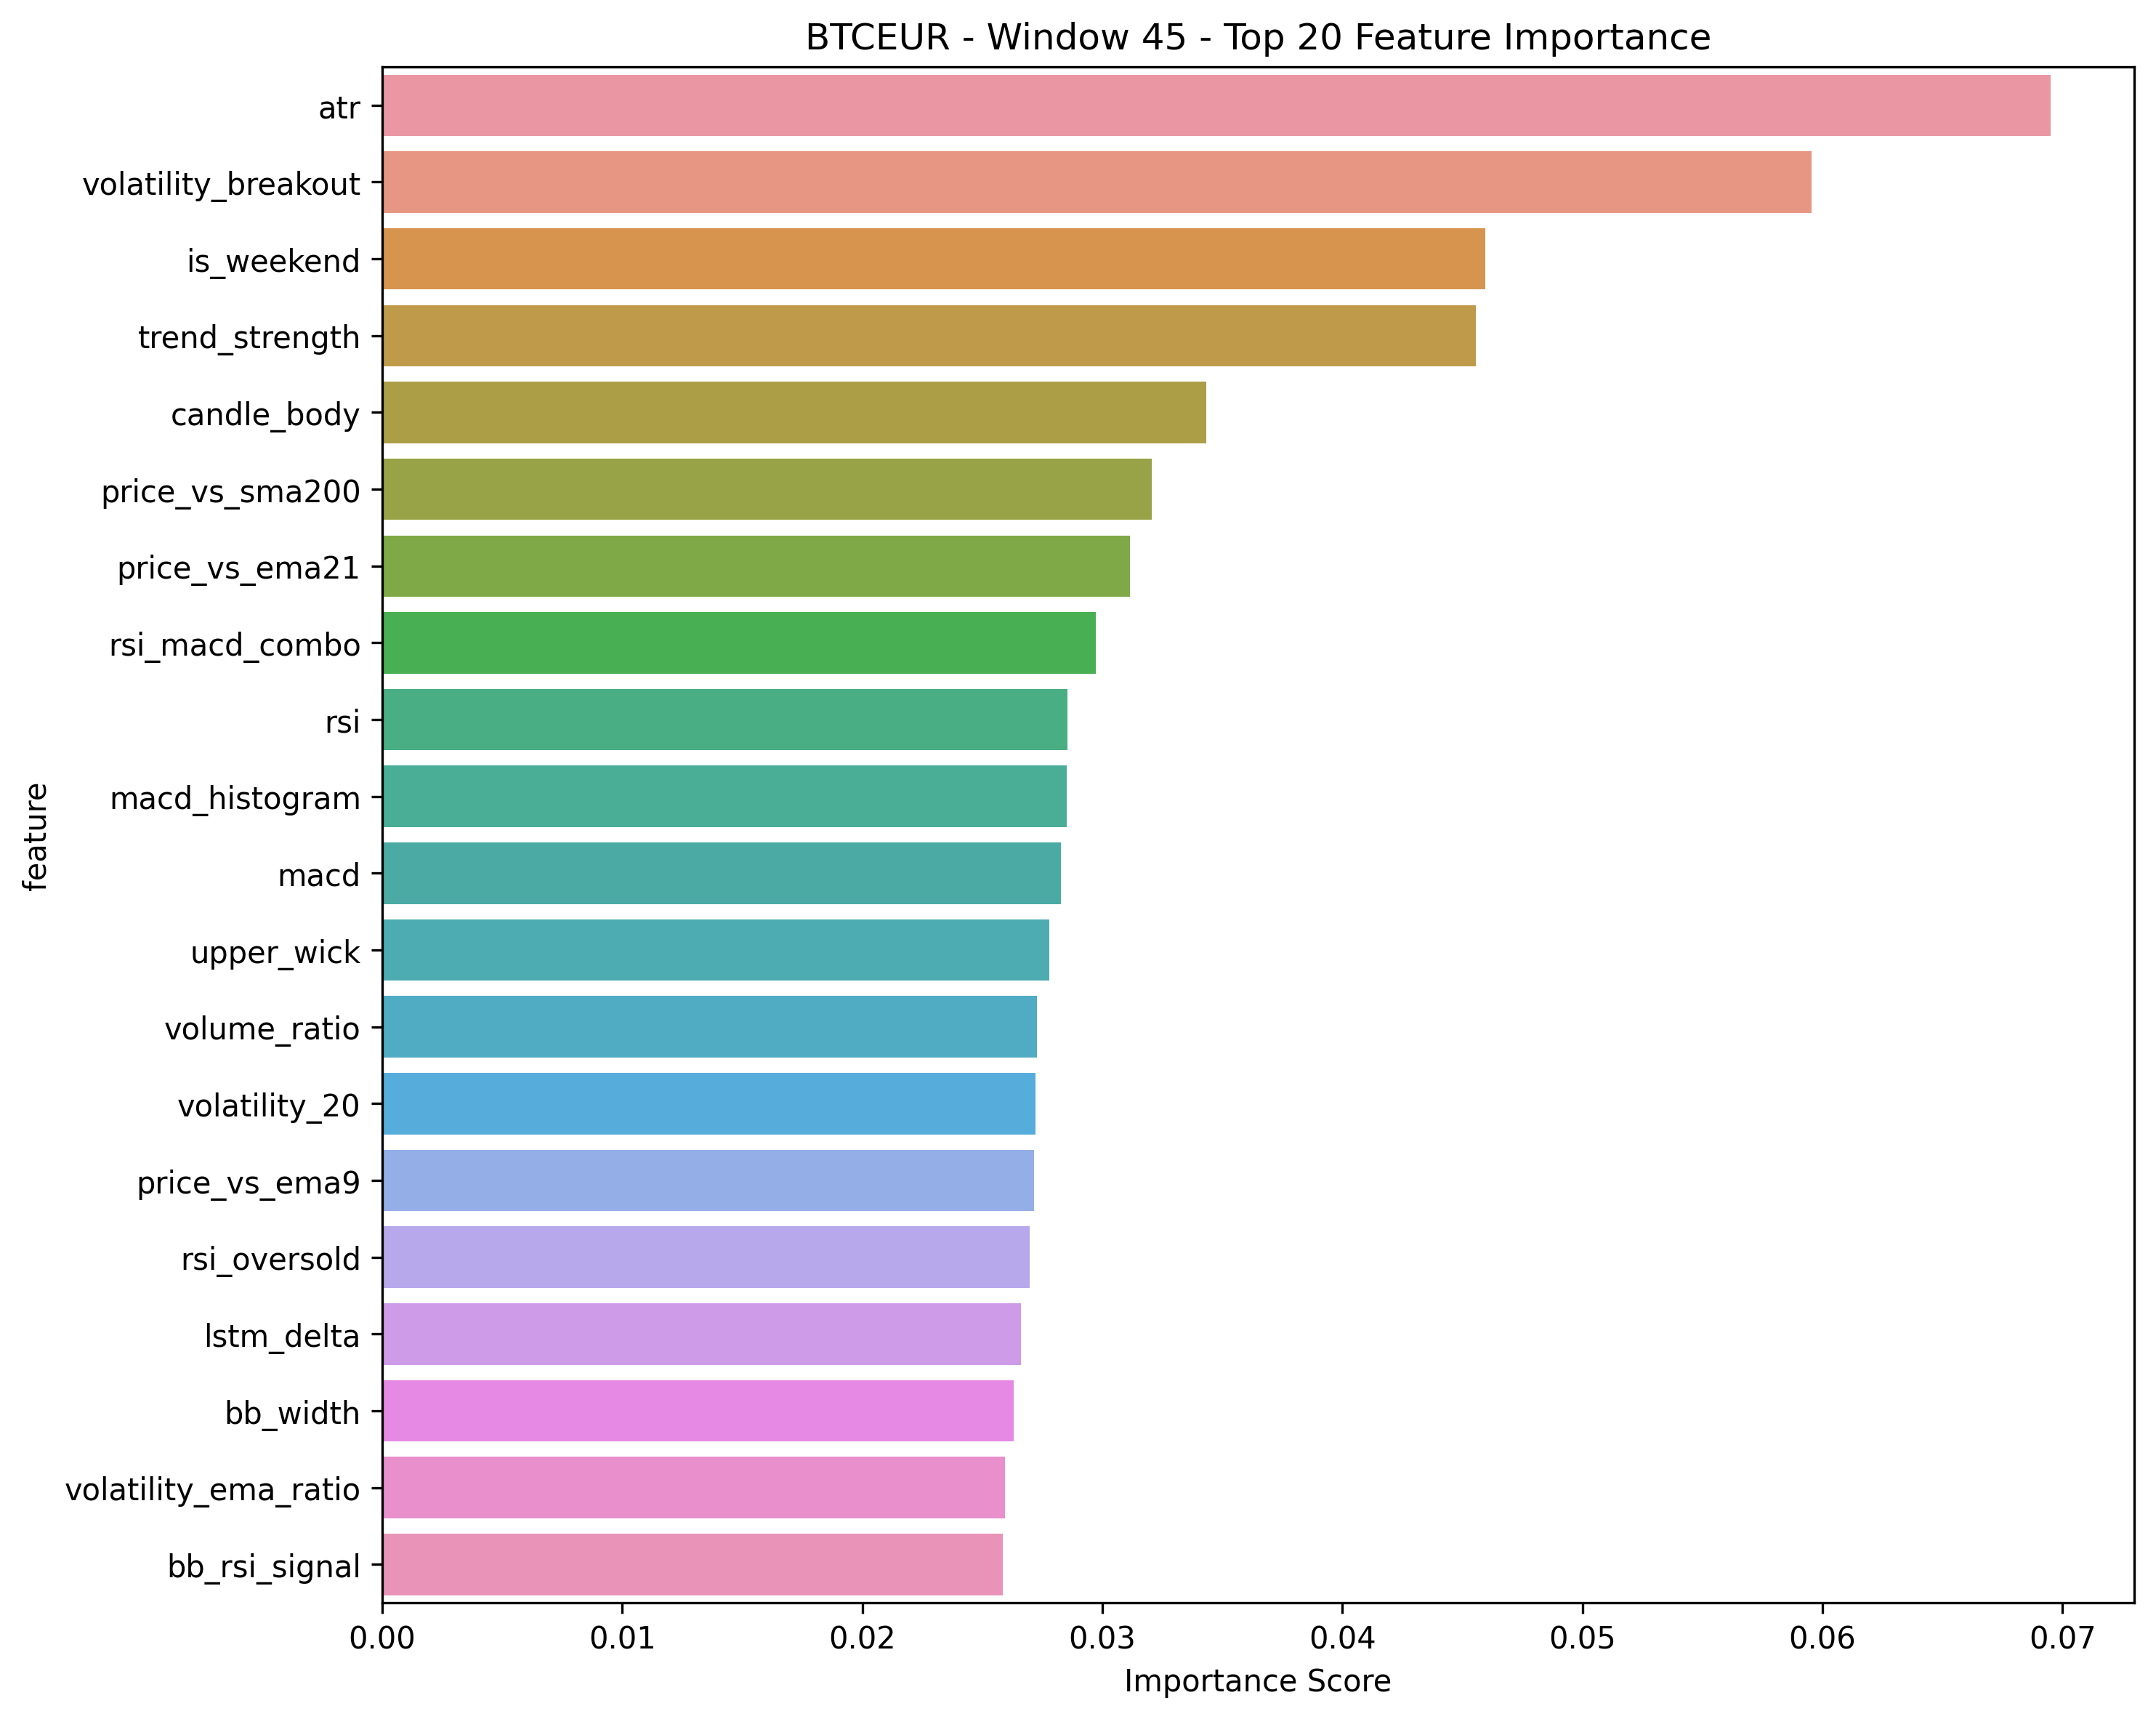 BTCEUR - Window 45 - Top 20 Feature Importance
atr
volatility_breakout
is_weekend
trend_strength
candle_body
price_vs_sma200
price_vs_ema21
rsi_macd_combo
rsi
macd_histogram
macd
upper_wick
volume_ratio
volatility_20
price_vs_ema9
rsi_oversold
lstm_delta
bb_width
volatility_ema_ratio
bb_rsi_signal
feature
0.00 0.01 0.02 0.03 0.04 0.05 0.06 0.07
Importance Score